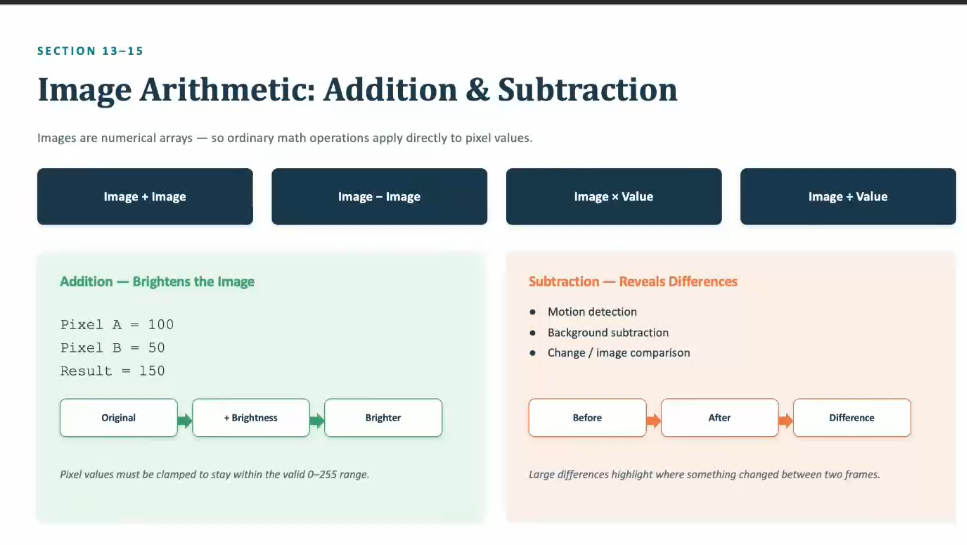 SECTION 13–15
Image Arithmetic: Addition & Subtraction
Images are numerical arrays — so ordinary math operations apply directly to pixel values.
Image + Image
Image – Image
Image × Value
Image ÷ Value
Addition — Brightens the Image
Pixel A = 100
Pixel B = 50
Result = 150
Original
+ Brightness
Brighter
Pixel values must be clamped to stay within the valid 0–255 range.
Subtraction — Reveals Differences
● Motion detection
● Background subtraction
● Change / image comparison
Before
After
Difference
Large differences highlight where something changed between two frames.